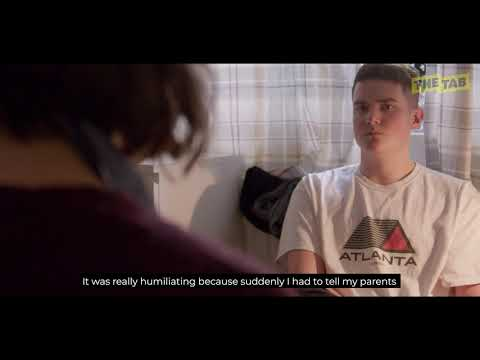 THE TAB
ATLANTA
It was really humiliating because suddenly I had to tell my parents